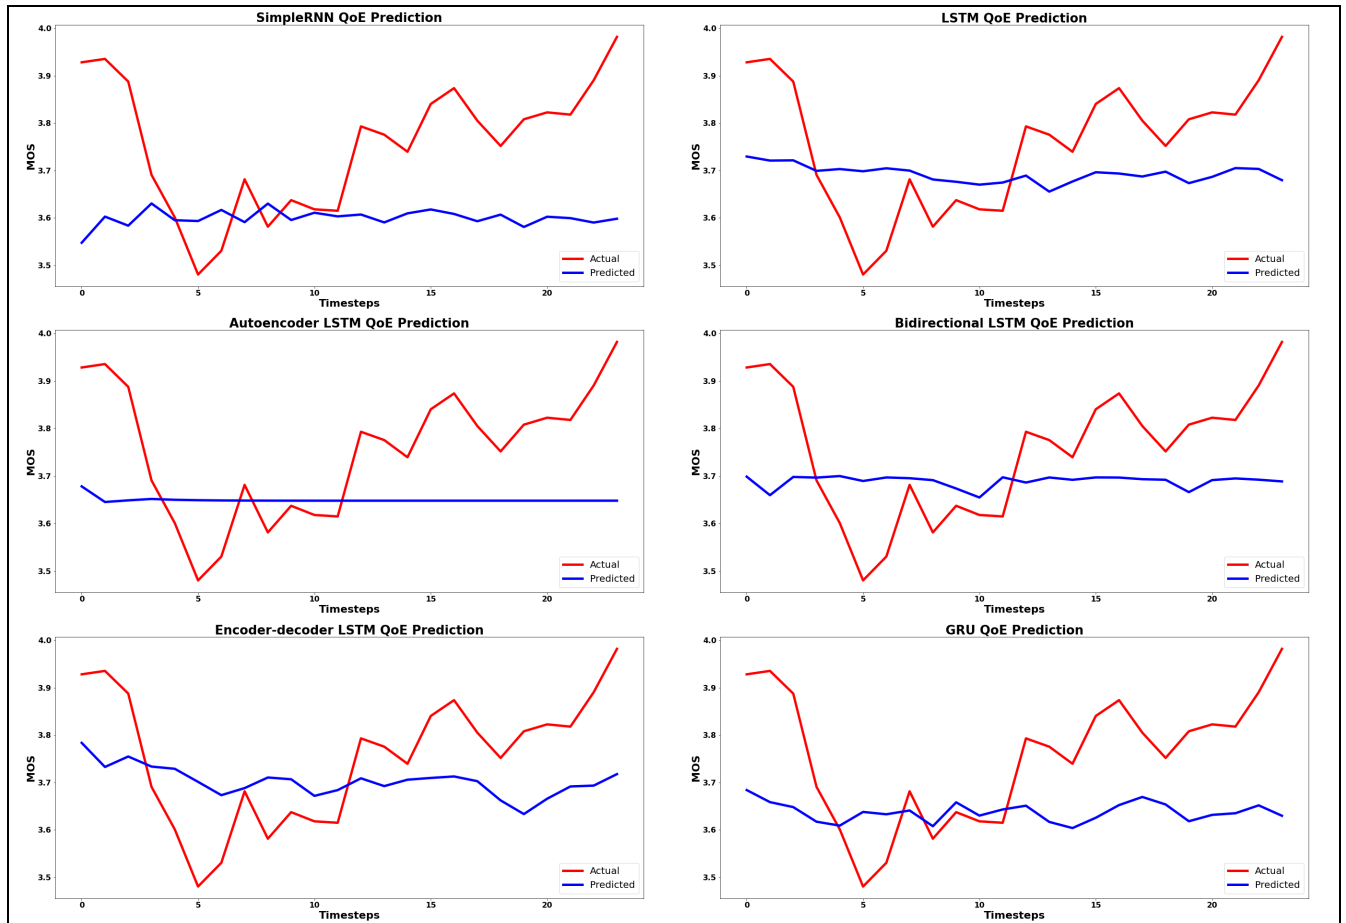 SimpleRNN QoE Prediction
4.0
3.9
3.8
3.7
3.6
3.5
MOS
0 5 10 15 20
Timesteps
Actual
Predicted
LSTM QoE Prediction
4.0
3.9
3.8
3.7
3.6
3.5
MOS
0 5 10 15 20
Timesteps
Actual
Predicted
Autoencoder LSTM QoE Prediction
4.0
3.9
3.8
3.7
3.6
3.5
MOS
0 5 10 15 20
Timesteps
Actual
Predicted
Bidirectional LSTM QoE Prediction
4.0
3.9
3.8
3.7
3.6
3.5
MOS
0 5 10 15 20
Timesteps
Actual
Predicted
Encoder-decoder LSTM QoE Prediction
4.0
3.9
3.8
3.7
3.6
3.5
MOS
0 5 10 15 20
Timesteps
Actual
Predicted
GRU QoE Prediction
4.0
3.9
3.8
3.7
3.6
3.5
MOS
0 5 10 15 20
Timesteps
Actual
Predicted